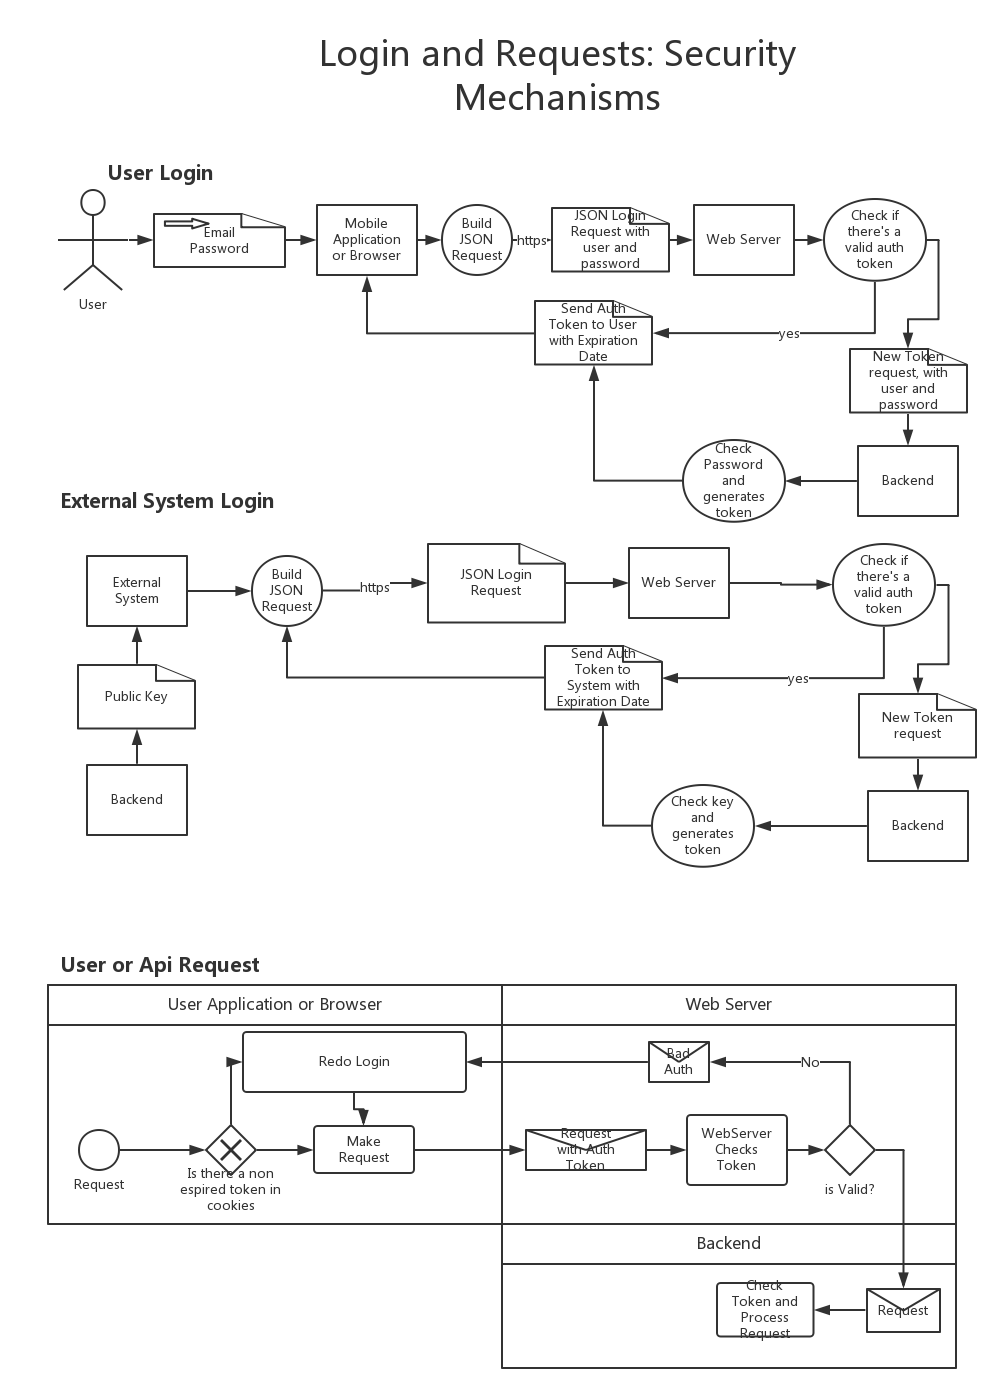 Login and Requests: Security
Mechanisms
User Login
User
Email
Password
Mobile
Application
or Browser
Build
JSON
Request
https
JSON Login
Request with
user and
password
Web Server
Check if
there's a
valid auth
token
Send Auth
Token to User
with Expiration
Date
yes
New Token
request, with
user and
password
Check
Password
and
generates
token
Backend
External System Login
External
System
Build
JSON
Request
https
JSON Login
Request
Web Server
Check if
there's a
valid auth
token
Public Key
Send Auth
Token to
System with
Expiration Date
yes
New Token
request
Backend
Check key
and
generates
token
Backend
User or Api Request
User Application or Browser
Web Server
Redo Login
Bad
Auth
No
Request
Is there a non
espired token in
cookies
Make
Request
Request
with Auth
Token
WebServer
Checks
Token
is Valid?
Backend
Check
Token and
Process
Request
Request